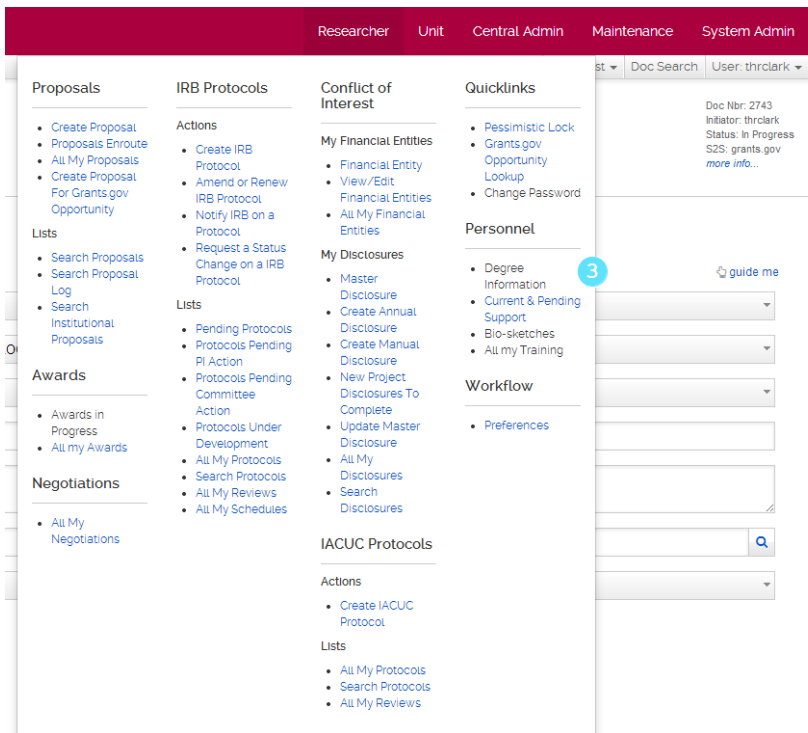 Researcher Unit Central Admin Maintenance System Admin
st Doc Search User: thrclark
Doc Nbr: 2743
Initiator: thrclark
Status: In Progress
S2S: grants.gov
more info...
Proposals
Create Proposal
Proposals Enroute
All My Proposals
Create Proposal
For Grants.gov
Opportunity
Lists
Search Proposals
Search Proposal
Log
Search
Institutional
Proposals
Awards
Awards in
Progress
All my Awards
Negotiations
All My
Negotiations
IRB Protocols
Actions
Create IRB
Protocol
Amend or Renew
IRB Protocol
Notify IRB on a
Protocol
Request a Status
Change on a IRB
Protocol
Lists
Pending Protocols
Protocols Pending
PI Action
Protocols Pending
Committee
Action
Protocols Under
Development
All My Protocols
Search Protocols
All My Reviews
All My Schedules
Conflict of
Interest
My Financial Entities
Financial Entity
View/Edit
Financial Entities
All My Financial
Entities
My Disclosures
Master
Disclosure
Create Annual
Disclosure
Create Manual
Disclosure
New Project
Disclosures To
Complete
Update Master
Disclosure
All My
Disclosures
Search
Disclosures
IACUC Protocols
Actions
Create IACUC
Protocol
Lists
All My Protocols
Search Protocols
All My Reviews
Quicklinks
Pessimistic Lock
Grants.gov
Opportunity
Lookup
Change Password
Personnel
Degree
Information
Current & Pending
Support
Bio-sketches
All my Training
Workflow
Preferences
3
guide me